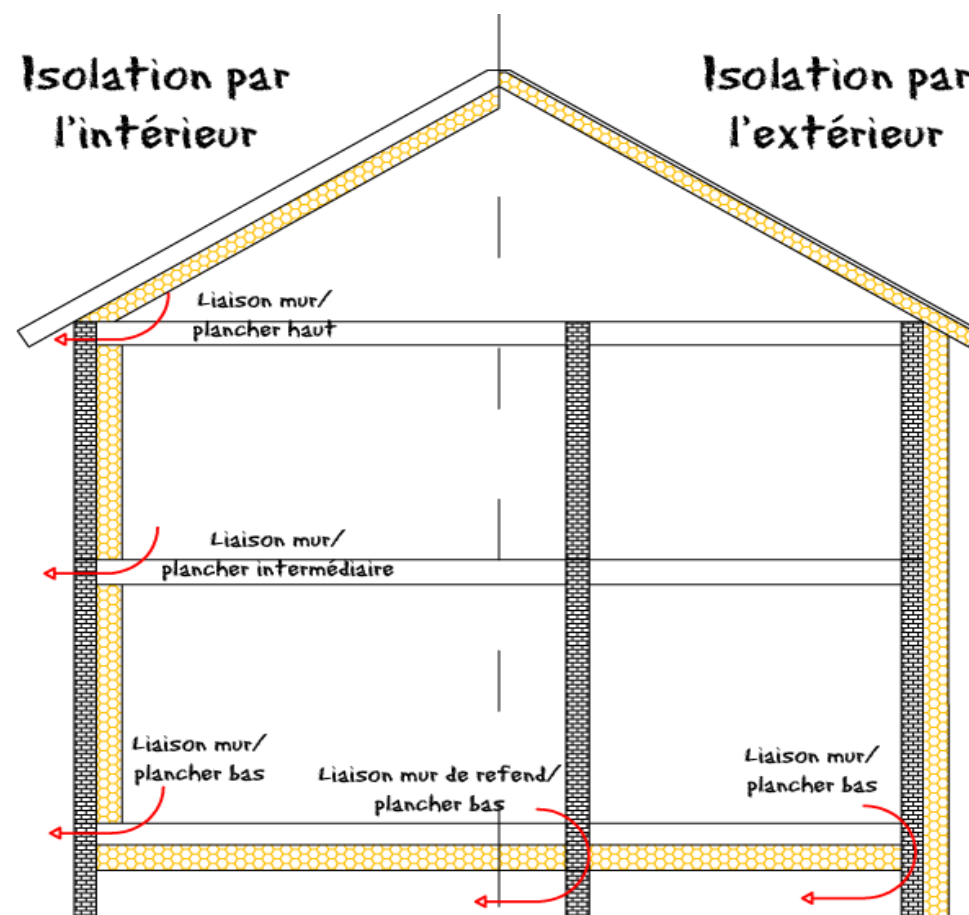 Isolation par
l'intérieur
Isolation par
l'extérieur
Liaison mur/
plancher haut
Liaison mur/
plancher intermédiaire
Liaison mur/
plancher bas
Liaison mur de refend/
plancher bas
Liaison mur/
plancher bas